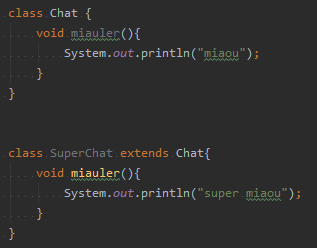 class Chat {
    void miauler(){
        System.out.println("miaou");
    }
}
class SuperChat extends Chat{
    void miauler(){
        System.out.println("super miaou");
    }
}